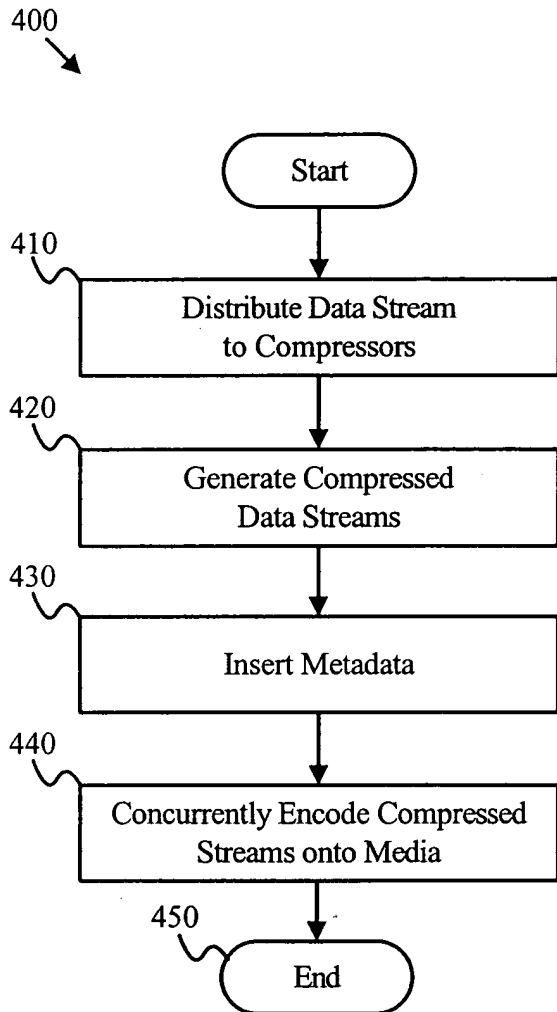 400
Start
410
Distribute Data Stream
to Compressors
420
Generate Compressed
Data Streams
430
Insert Metadata
440
Concurrently Encode Compressed
Streams onto Media
450
End